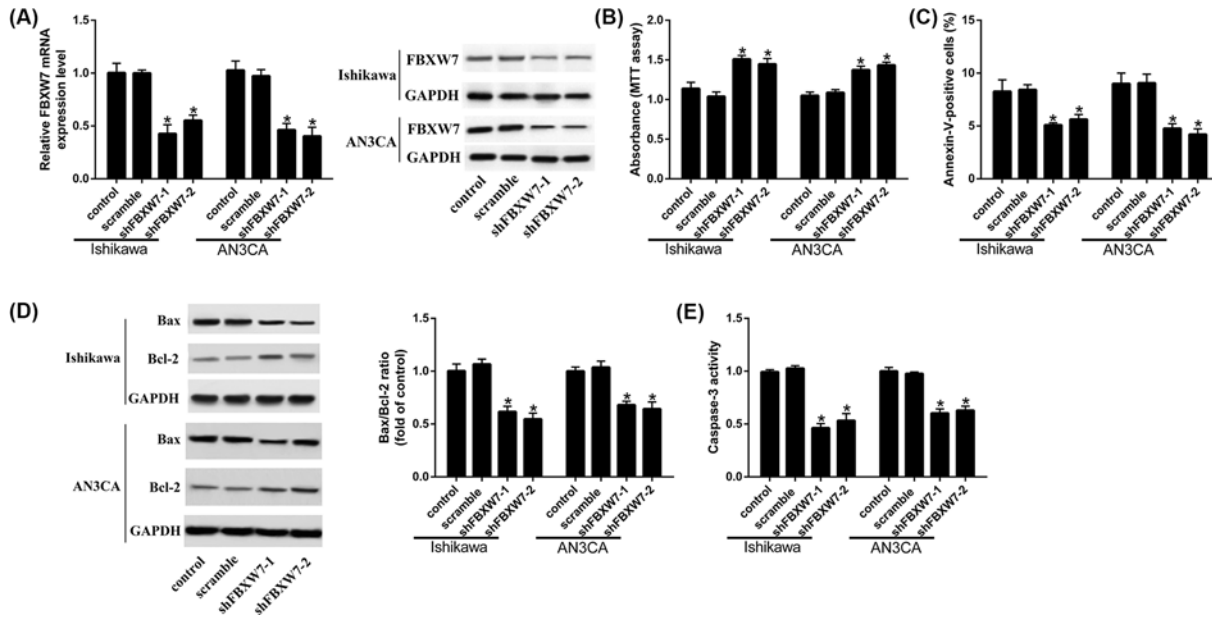 (A)
Relative FBXW7 mRNA
expression level
1.5
1.0
0.5
0.0
*
*
*
*
control
scramble
shFBXW7-1
shFBXW7-2
control
scramble
shFBXW7-1
shFBXW7-2
Ishikawa
AN3CA
Ishikawa
FBXW7
GAPDH
AN3CA
FBXW7
GAPDH
control
scramble
shFBXW7-1
shFBXW7-2
(B)
Absorbance (MTT assay)
2.0
1.5
1.0
0.5
0.0
*
*
*
*
control
scramble
shFBXW7-1
shFBXW7-2
control
scramble
shFBXW7-1
shFBXW7-2
Ishikawa
AN3CA
(C)
Annexin-V-positive cells (%)
15
10
5
0
*
*
*
*
control
scramble
shFBXW7-1
shFBXW7-2
control
scramble
shFBXW7-1
shFBXW7-2
Ishikawa
AN3CA
(D)
Ishikawa
Bax
Bcl-2
GAPDH
AN3CA
Bax
Bcl-2
GAPDH
control
scramble
shFBXW7-1
shFBXW7-2
Bax/Bcl-2 ratio
(fold of control)
1.5
1.0
0.5
0.0
*
*
*
*
control
scramble
shFBXW7-1
shFBXW7-2
control
scramble
shFBXW7-1
shFBXW7-2
Ishikawa
AN3CA
(E)
Caspase-3 activity
1.5
1.0
0.5
0.0
*
*
*
*
control
scramble
shFBXW7-1
shFBXW7-2
control
scramble
shFBXW7-1
shFBXW7-2
Ishikawa
AN3CA